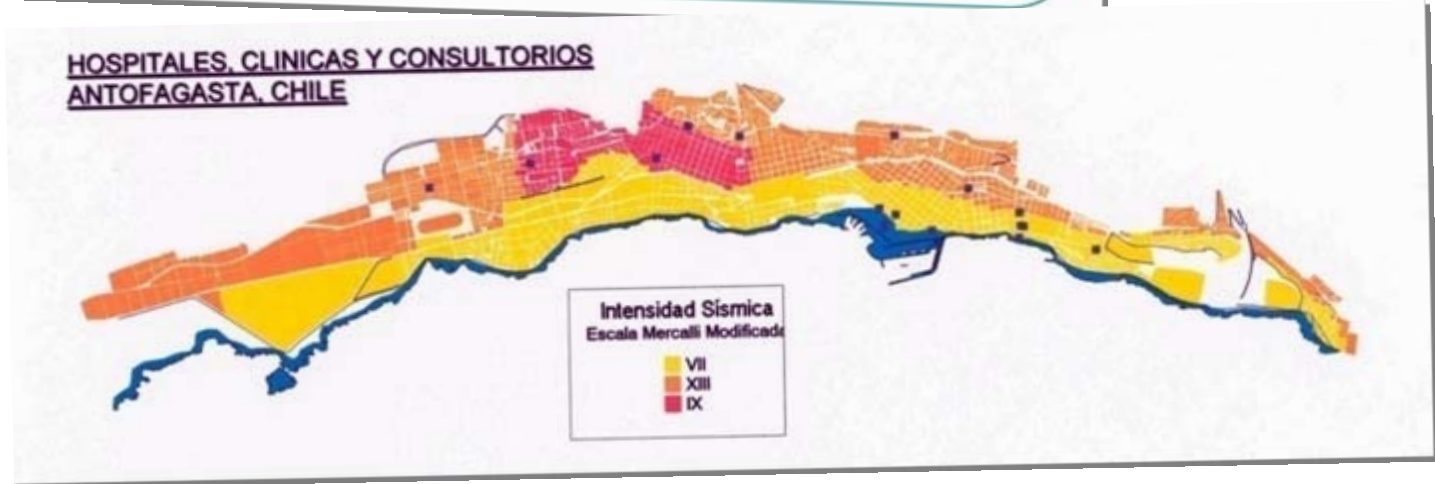 HOSPITALES, CLINICAS Y CONSULTORIOS
ANTOFAGASTA, CHILE
N
Intensidad Sísmica
Escala Mercalli Modificada
VII
XIII
IX